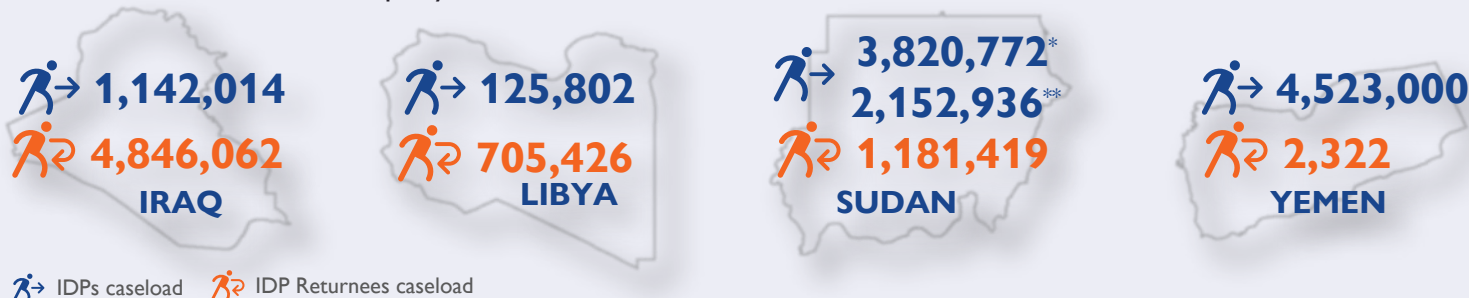 1,142,014
4,846,062
IRAQ
125,802
705,426
LIBYA
3,820,772*
2,152,936**
1,181,419
SUDAN
4,523,000
2,322
YEMEN
IDPs caseload IDP Returnees caseload